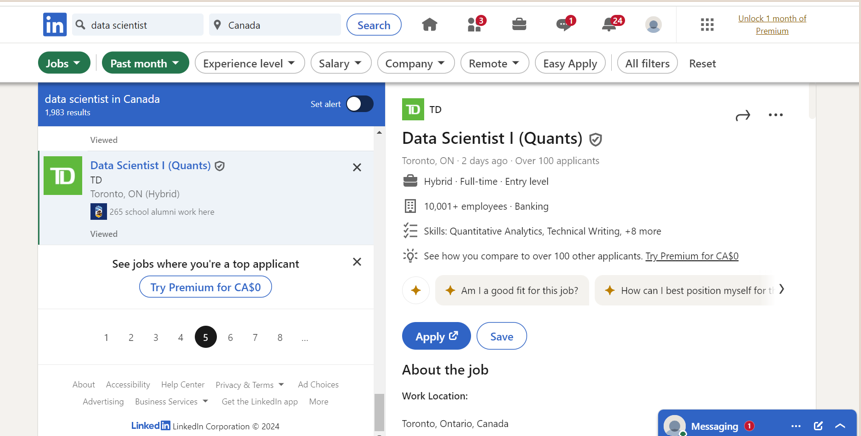 in
data scientist
Canada
Search
3
1
24
Unlock 1 month of
Premium
Jobs
Past month
Experience level
Salary
Company
Remote
Easy Apply
All filters
Reset
data scientist in Canada
1,983 results
Set alert
Viewed
TD
Data Scientist I (Quants)
TD
Toronto, ON (Hybrid)
265 school alumni work here
Viewed
See jobs where you're a top applicant
Try Premium for CA$0
1 2 3 4 5 6 7 8 ...
About Accessibility Help Center Privacy & Terms Ad Choices
Advertising Business Services Get the LinkedIn app More
LinkedIn LinkedIn Corporation © 2024
TD TD
Data Scientist I (Quants)
Toronto, ON · 2 days ago · Over 100 applicants
Hybrid · Full-time · Entry level
10,001+ employees · Banking
Skills: Quantitative Analytics, Technical Writing, +8 more
See how you compare to over 100 other applicants. Try Premium for CA$0
Am I a good fit for this job?
How can I best position myself for
Apply
Save
About the job
Work Location:
Toronto, Ontario, Canada
Messaging 1